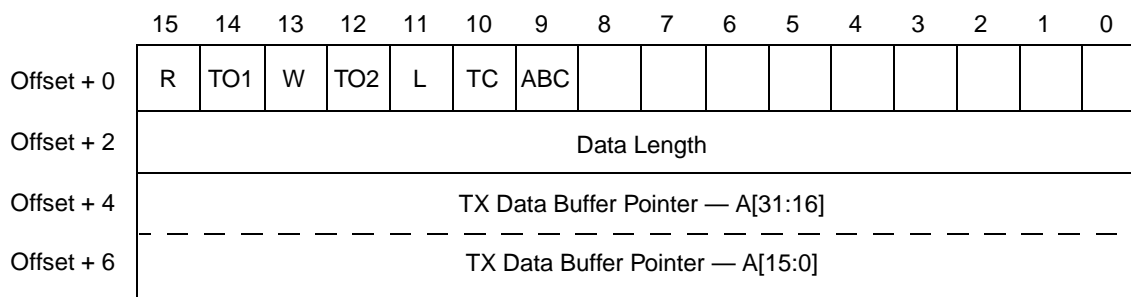 15 14 13 12 11 10 9 8 7 6 5 4 3 2 1 0
Offset + 0 R TO1 W TO2 L TC ABC
Offset + 2 Data Length
Offset + 4 TX Data Buffer Pointer — A[31:16]
Offset + 6 TX Data Buffer Pointer — A[15:0]